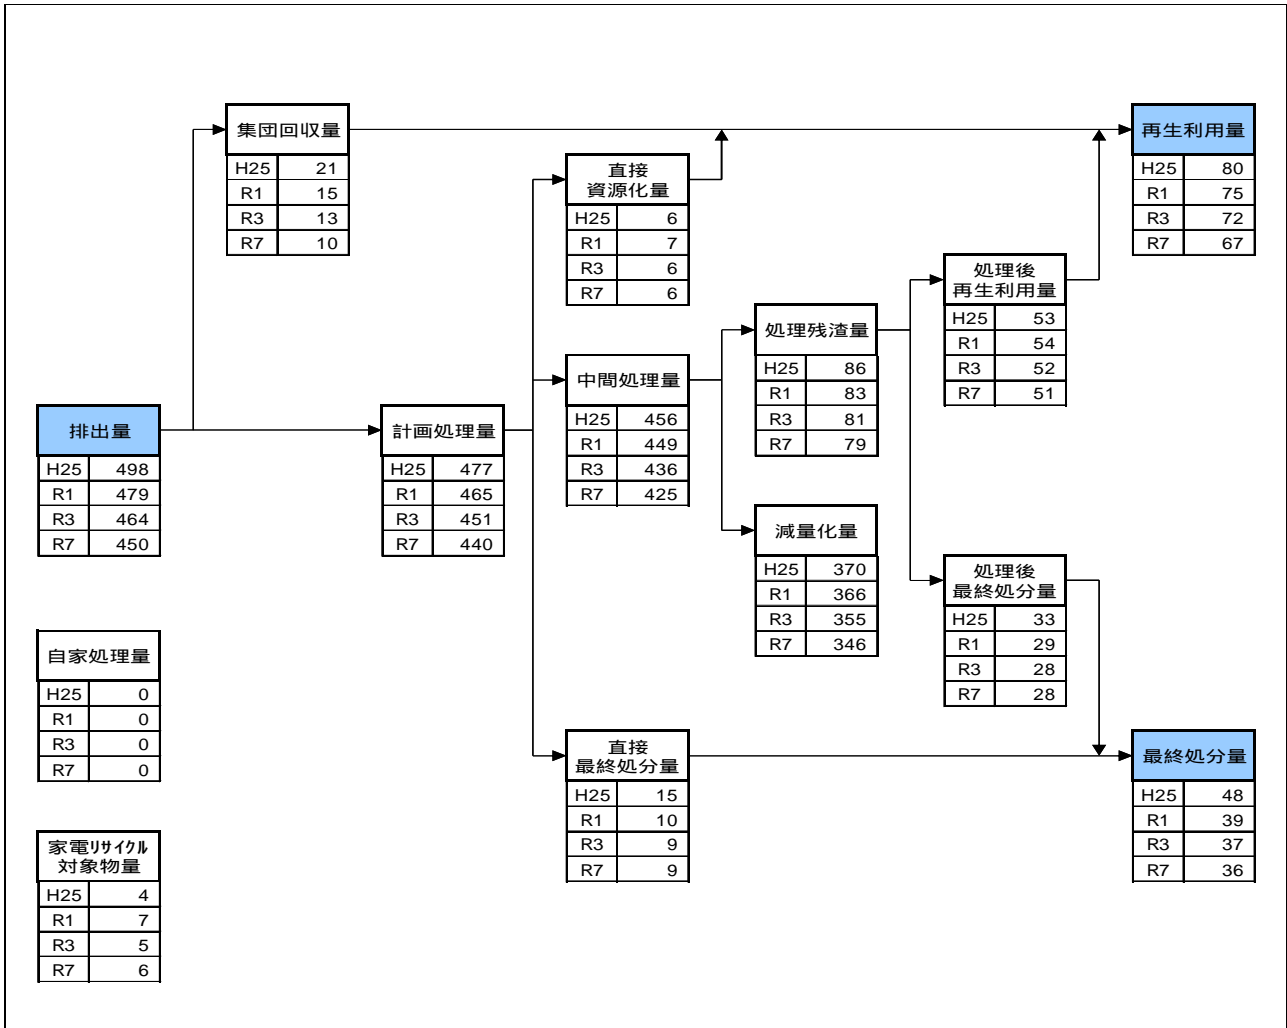 集団回収量
H25 21
R1 15
R3 13
R7 10
直接
資源化量
H25 6
R1 7
R3 6
R7 6
再生利用量
H25 80
R1 75
R3 72
R7 67
処理後
再生利用量
H25 53
R1 54
R3 52
R7 51
処理残渣量
H25 86
R1 83
R3 81
R7 79
中間処理量
H25 456
R1 449
R3 436
R7 425
排出量
H25 498
R1 479
R3 464
R7 450
計画処理量
H25 477
R1 465
R3 451
R7 440
減量化量
H25 370
R1 366
R3 355
R7 346
処理後
最終処分量
H25 33
R1 29
R3 28
R7 28
自家処理量
H25 0
R1 0
R3 0
R7 0
直接
最終処分量
H25 15
R1 10
R3 9
R7 9
最終処分量
H25 48
R1 39
R3 37
R7 36
家電ﾘｻｲｸﾙ
対象物量
H25 4
R1 7
R3 5
R7 6